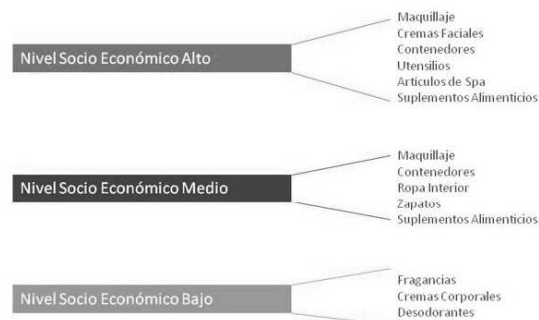 Nivel Socio Económico Alto
Maquillaje
Cremas Faciales
Contenedores
Utensilios
Artículos de Spa
Suplementos Alimenticios
Nivel Socio Económico Medio
Maquillaje
Contenedores
Ropa Interior
Zapatos
Suplementos Alimenticios
Nivel Socio Económico Bajo
Fragancias
Cremas Corporales
Desodorantes